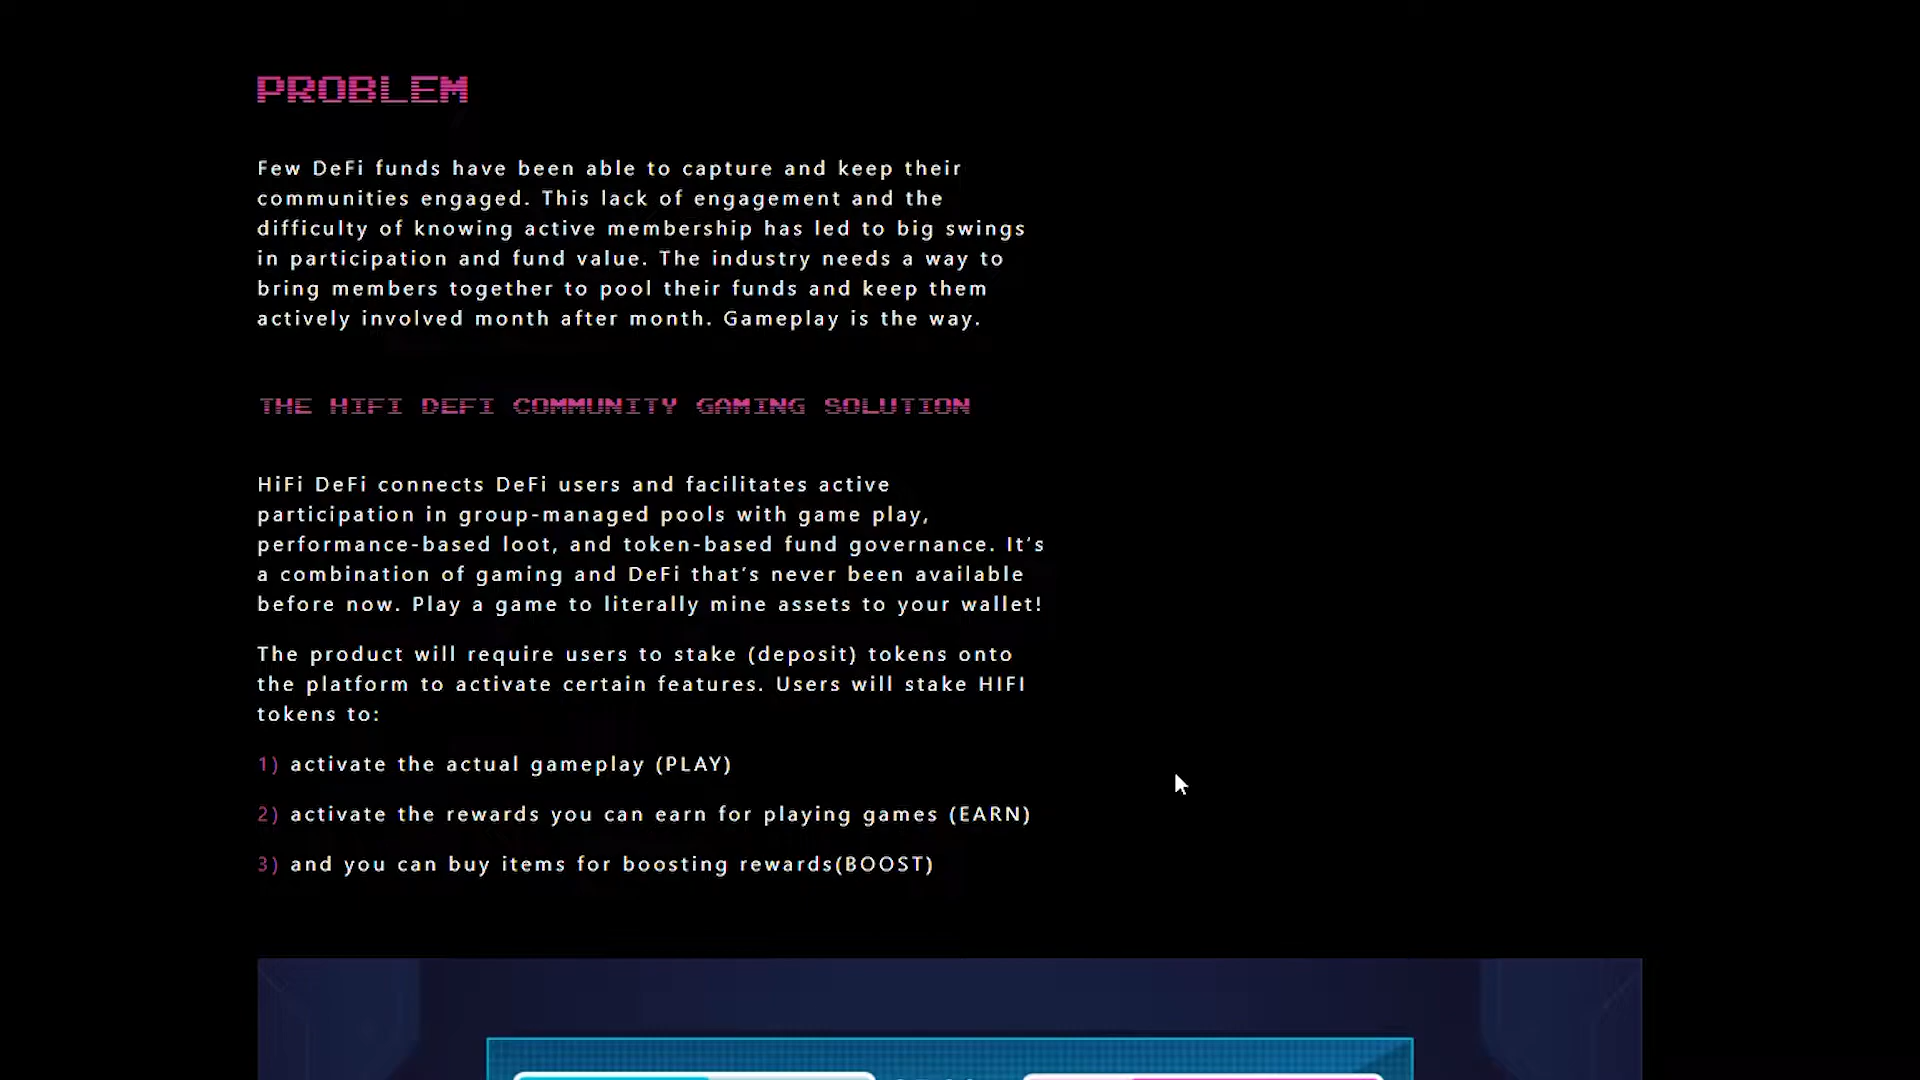 PROBLEM
Few DeFi funds have been able to capture and keep their
communities engaged. This lack of engagement and the
difficulty of knowing active membership has led to big swings
in participation and fund value. The industry needs a way to
bring members together to pool their funds and keep them
actively involved month after month. Gameplay is the way.
THE HIFI DEFI COMMUNITY GAMING SOLUTION
HiFi DeFi connects DeFi users and facilitates active
participation in group-managed pools with game play,
performance-based loot, and token-based fund governance. It’s
a combination of gaming and DeFi that’s never been available
before now. Play a game to literally mine assets to your wallet!
The product will require users to stake (deposit) tokens onto
the platform to activate certain features. Users will stake HIFI
tokens to:
1) activate the actual gameplay (PLAY)
2) activate the rewards you can earn for playing games (EARN)
3) and you can buy items for boosting rewards(BOOST)